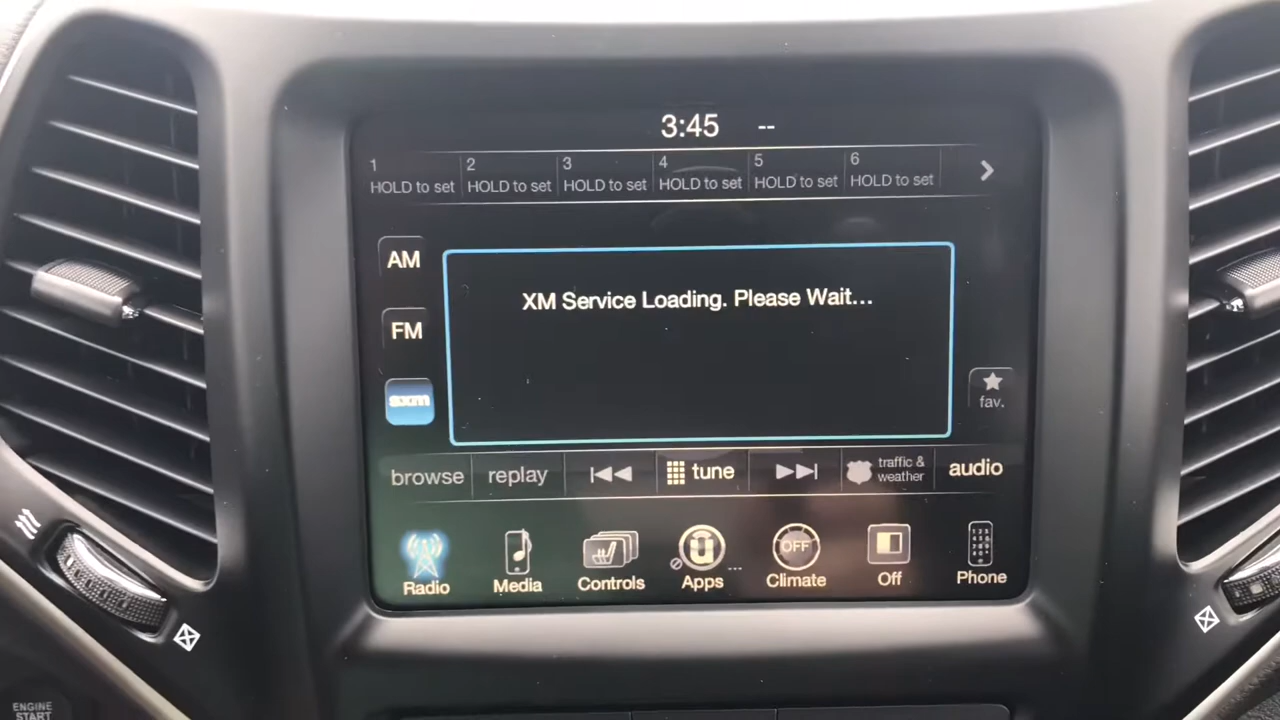 3:45 --
1 2 3 4 5 6
HOLD to set HOLD to set HOLD to set HOLD to set HOLD to set HOLD to set
AM
XM Service Loading. Please Wait...
FM
sxm
fav.
browse replay tune traffic & weather audio
OFF
Radio Media Controls Apps Climate Off Phone
ENGINE
START